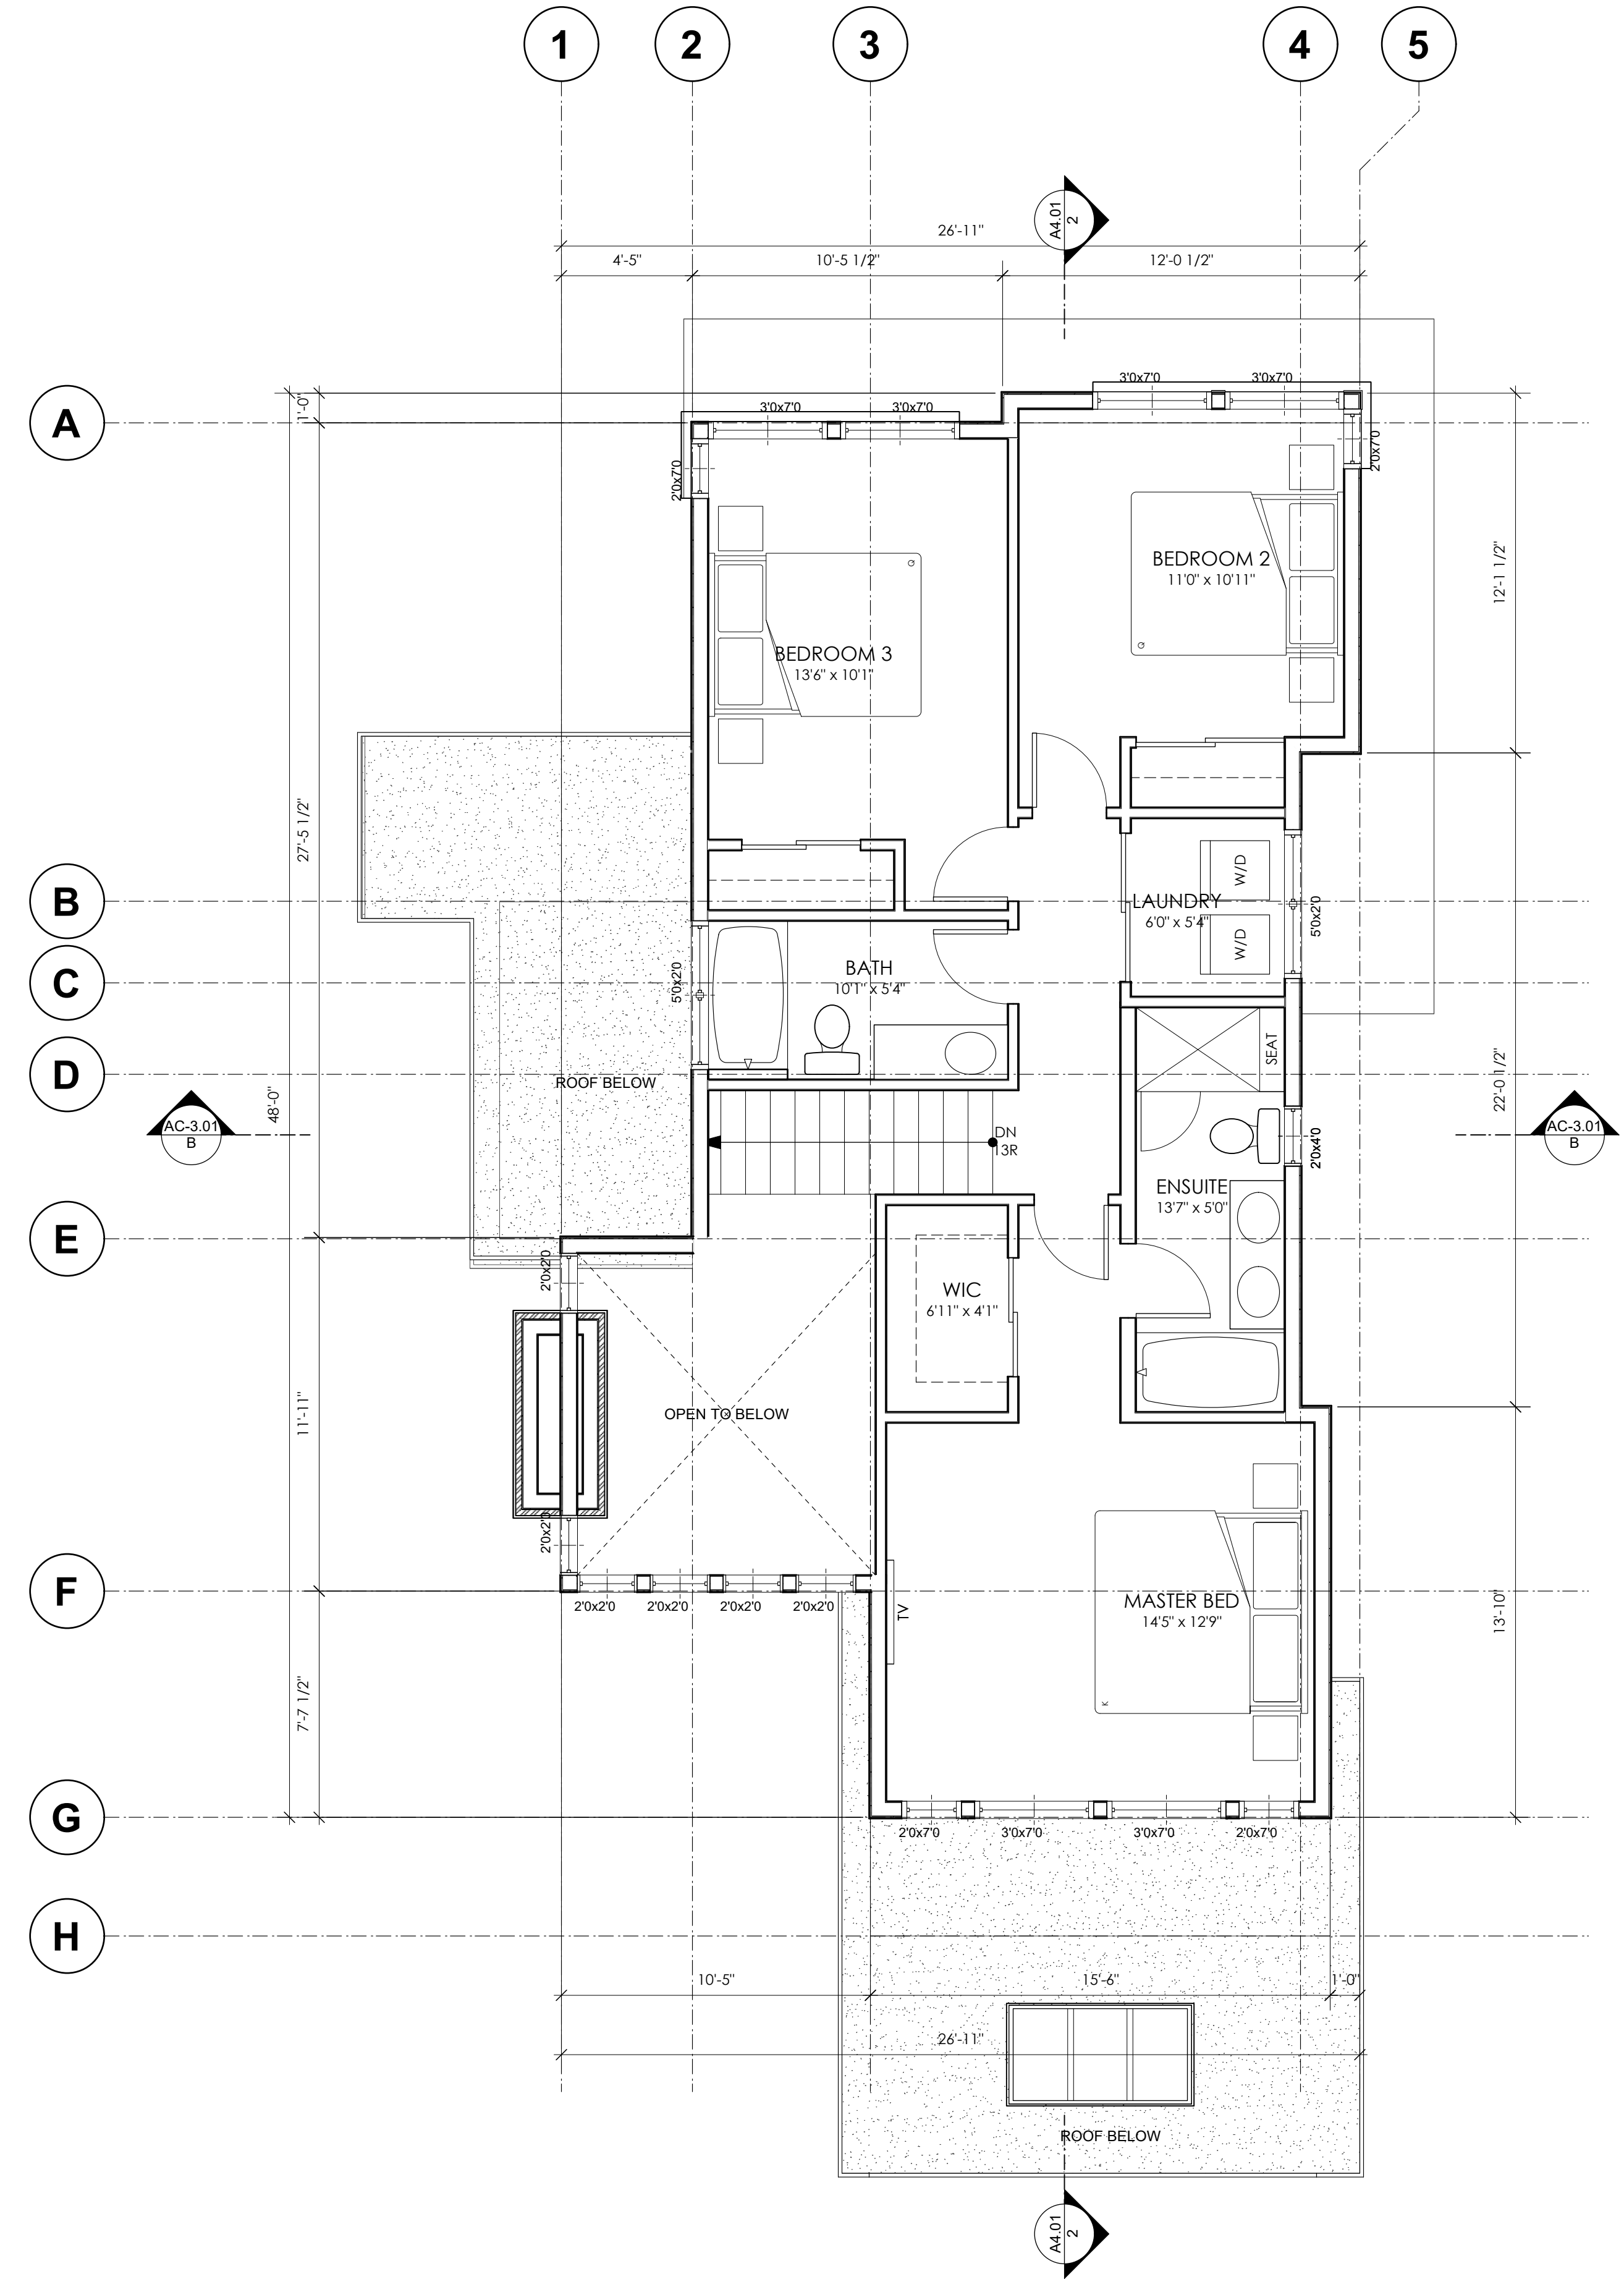 1 2 3 4 5
A4.01
2
26'-11"
4'-5" 10'-5 1/2" 12'-0 1/2"
3'0x7'0 3'0x7'0
1'-0"
3'0x7'0 3'0x7'0
A
2'0x7'0
2'0x7'0
BEDROOM 2
11'0" x 10'11"
12'-1 1/2"
BEDROOM 3
13'6" x 10'1"
27'-5 1/2"
W/D
B
LAUNDRY
6'0" x 5'4"
5'0x2'0
W/D
BATH
10'1" x 5'4"
C
5'0x2'0
SEAT
D
ROOF BELOW
48'-0"
22'-0 1/2"
AC-3.01
B
DN
13R
2'0x4'0
AC-3.01
B
ENSUITE
13'7" x 5'0"
E
2'0x2'0
WIC
6'11" x 4'1"
11'-11"
OPEN TO BELOW
2'0x2'0
F
2'0x2'0 2'0x2'0 2'0x2'0 2'0x2'0
TV
MASTER BED
14'5" x 12'9"
13'-10"
K
7'-7 1/2"
G
2'0x7'0 3'0x7'0 3'0x7'0 2'0x7'0
H
10'-5" 15'-6" 1'-0"
26'-11"
ROOF BELOW
A4.01
2